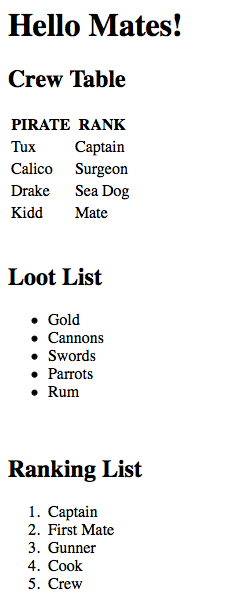 Hello Mates!
Crew Table
PIRATE RANK
Tux Captain
Calico Surgeon
Drake Sea Dog
Kidd Mate
Loot List
• Gold
• Cannons
• Swords
• Parrots
• Rum
Ranking List
1. Captain
2. First Mate
3. Gunner
4. Cook
5. Crew